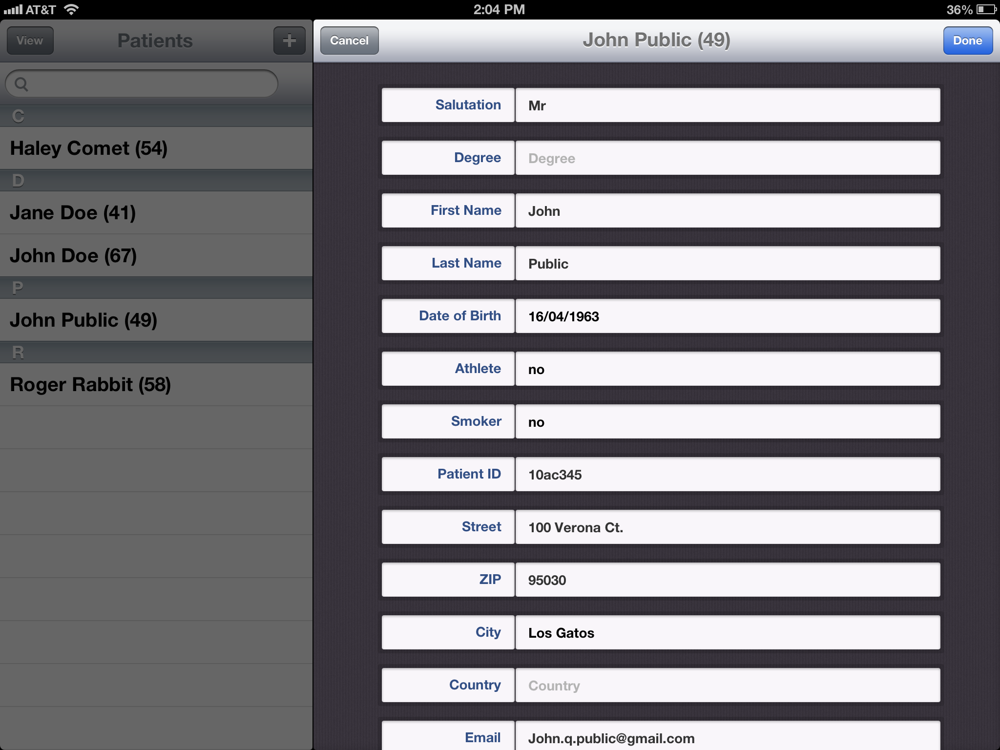 AT&T 2:04 PM 36%
View Patients +
C
Haley Comet (54)
D
Jane Doe (41)
John Doe (67)
P
John Public (49)
R
Roger Rabbit (58)
Cancel John Public (49) Done
Salutation Mr
Degree Degree
First Name John
Last Name Public
Date of Birth 16/04/1963
Athlete no
Smoker no
Patient ID 10ac345
Street 100 Verona Ct.
ZIP 95030
City Los Gatos
Country Country
Email John.q.public@gmail.com